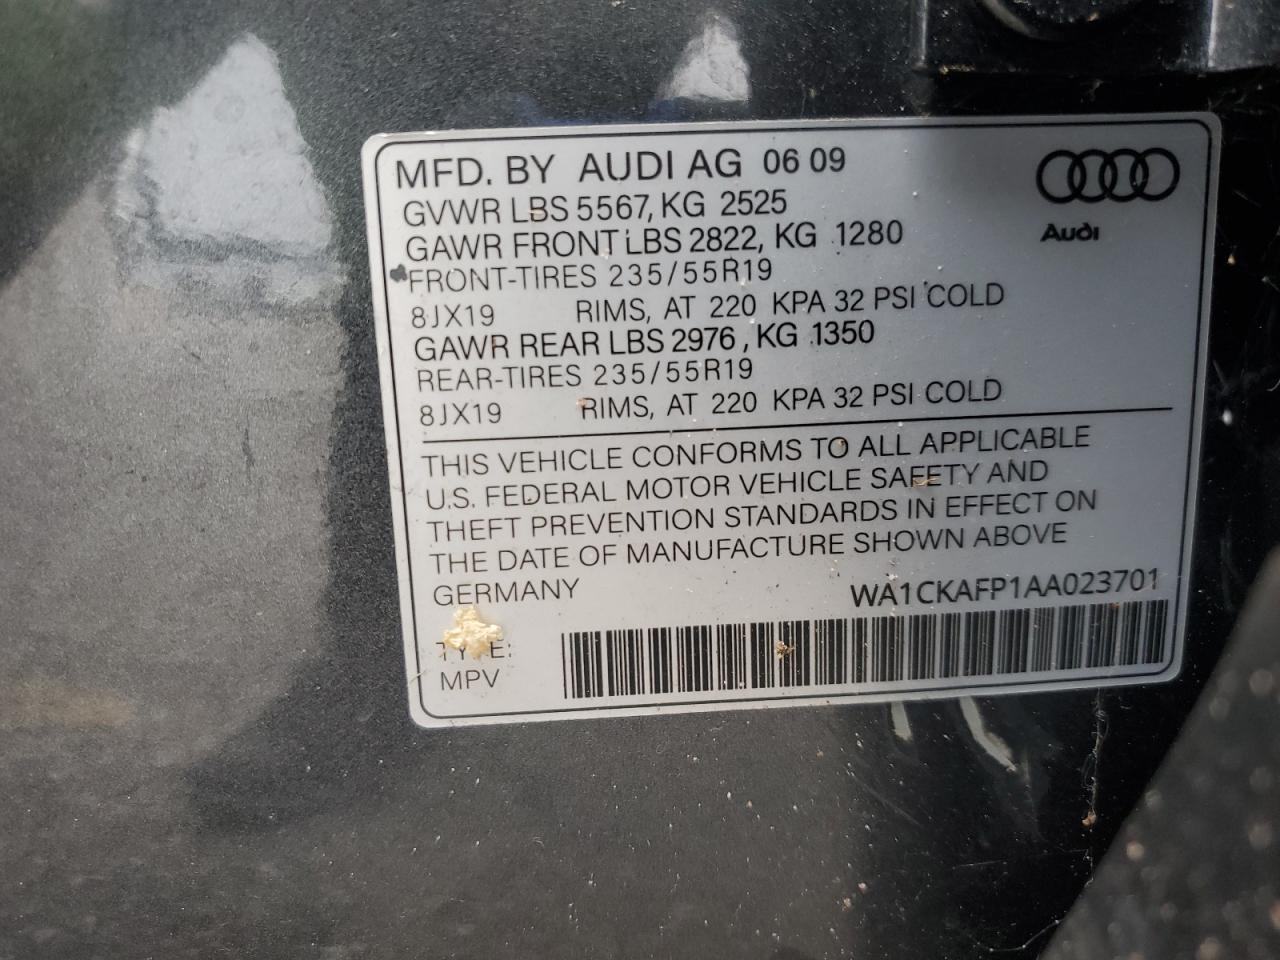 MFD. BY AUDI AG 06 09
GVWR LBS 5567, KG 2525
GAWR FRONT LBS 2822, KG 1280
Audi
FRONT-TIRES 235/55R19
8JX19 RIMS, AT 220 KPA 32 PSI COLD
GAWR REAR LBS 2976, KG 1350
REAR-TIRES 235/55R19
8JX19 RIMS, AT 220 KPA 32 PSI COLD
THIS VEHICLE CONFORMS TO ALL APPLICABLE
U.S. FEDERAL MOTOR VEHICLE SAFETY AND
THEFT PREVENTION STANDARDS IN EFFECT ON
THE DATE OF MANUFACTURE SHOWN ABOVE
GERMANY WA1CKAFP1AA023701
TYPE:
MPV